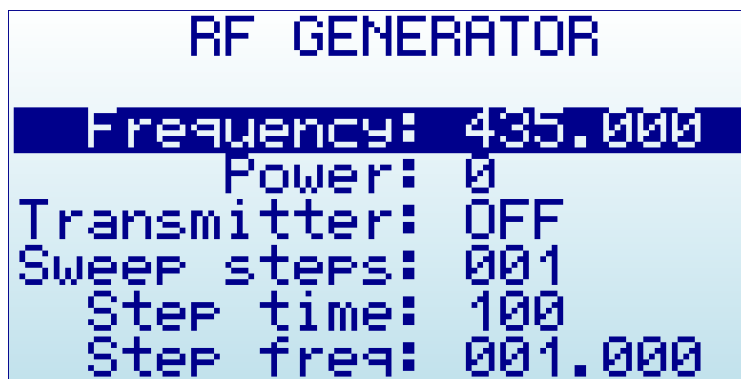 RF GENERATOR
Frequency: 435.000
Power: 0
Transmitter: OFF
Sweep steps: 001
Step time: 100
Step freq: 001.000